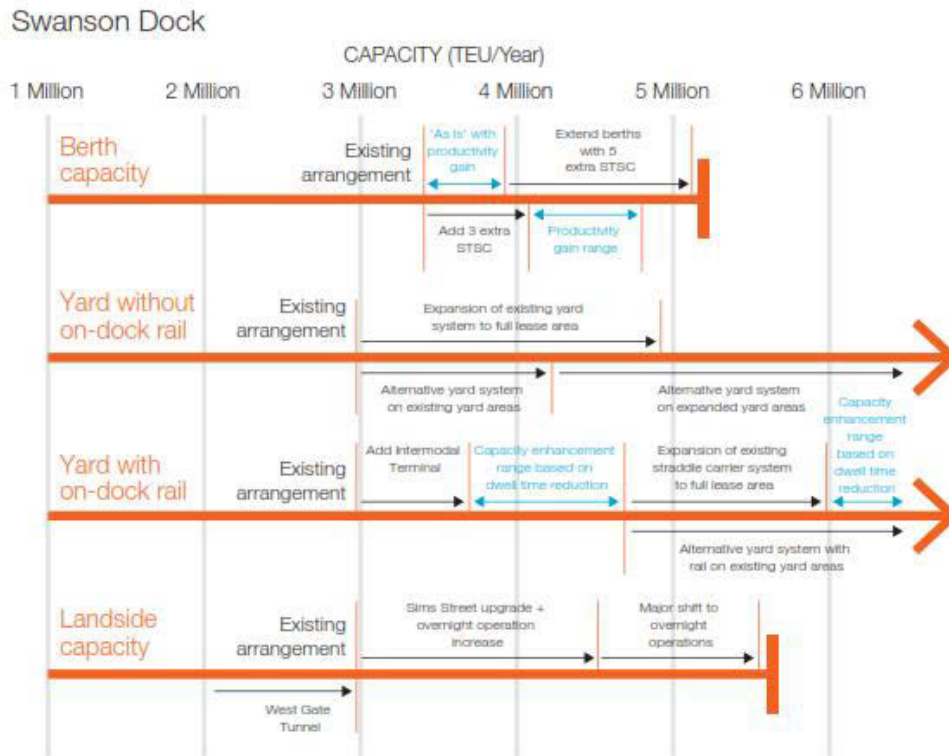 Swanson Dock
CAPACITY (TEU/Year)
1 Million 2 Million 3 Million 4 Million 5 Million 6 Million
Berth
capacity
Existing
arrangement
'As Is' with
productivity
gain
Extend berths
with 5
extra STSC
Add 3 extra
STSC
Productivity
gain range
Yard without
on-dock rail
Existing
arrangement
Expansion of existing yard
system to full lease area
Alternative yard system
on existing yard areas
Alternative yard system
on expanded yard areas
Yard with
on-dock rail
Existing
arrangement
Add Intermodal
Terminal
Capacity enhancement
range based on
dwell time reduction
Expansion of existing
straddle carrier system
to full lease area
Capacity
enhancement
range
based on
dwell time
reduction
Alternative yard system with
rail on existing yard areas
Landside
capacity
Existing
arrangement
Sims Street upgrade +
overnight operation
increase
Major shift to
overnight
operations
West Gate
Tunnel